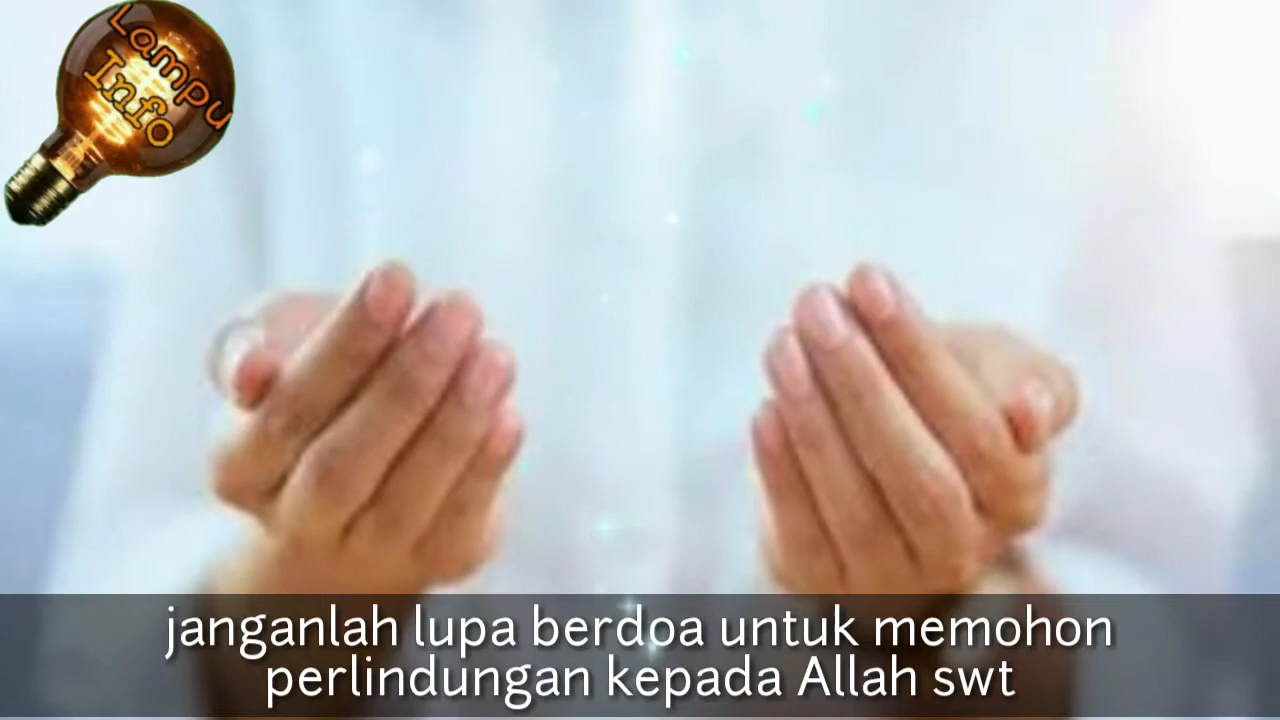 Lampu
Info
janganlah lupa berdoa untuk memohon
perlindungan kepada Allah swt